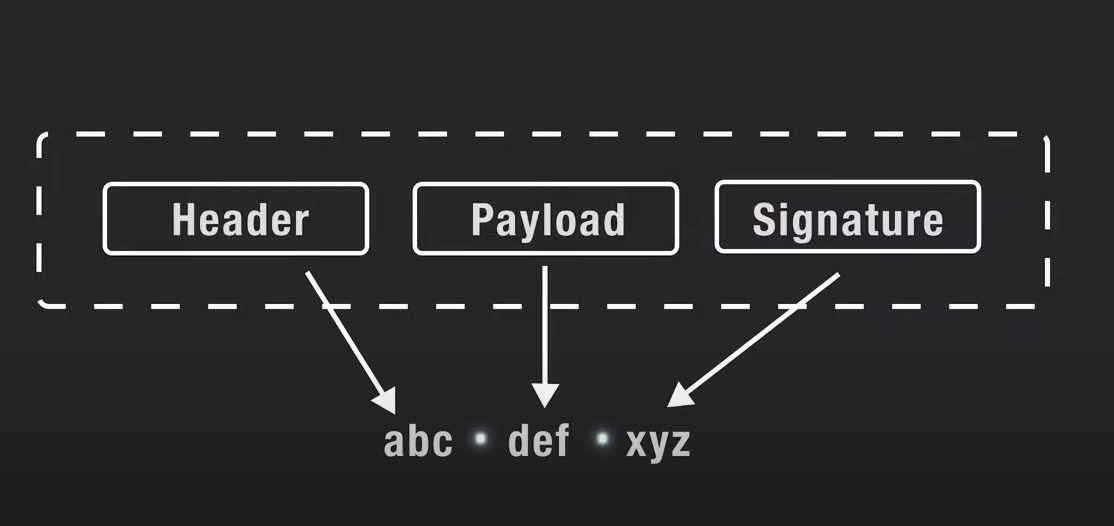 Header Payload Signature
abc . def . xyz